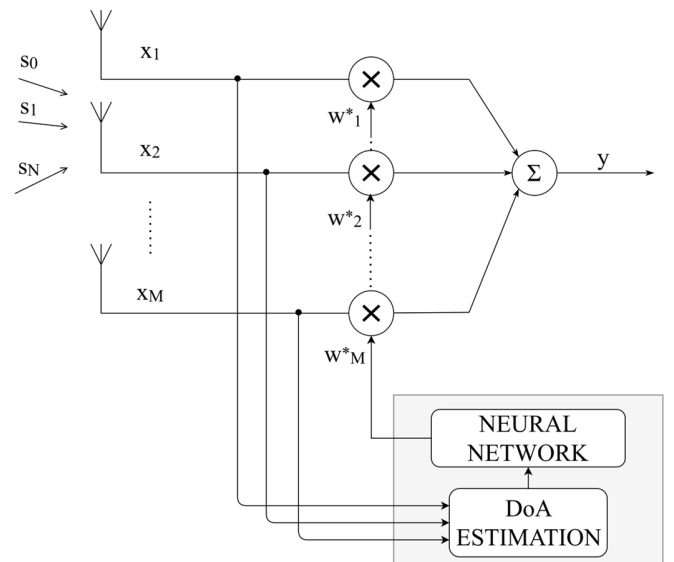 x1
s0
s1
w*1
x2
y
Σ
sN
w*2
xM
w*M
NEURAL
NETWORK
DoA
ESTIMATION